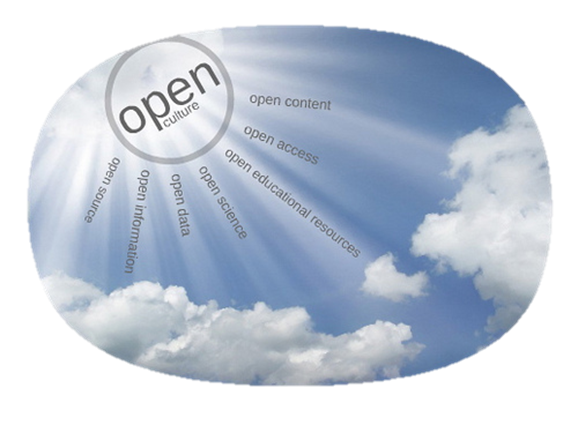 open
culture
open content
open access
open educational resources
open science
open data
open information
open source